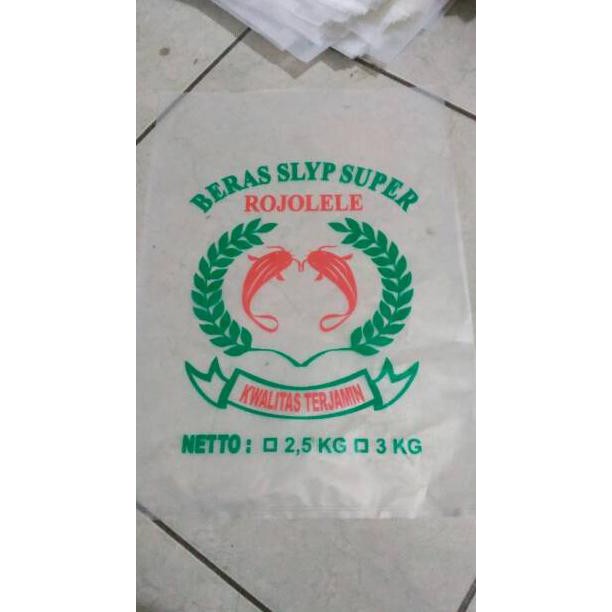 BERAS SLYP SUPER
ROJOLELE
KWALITAS TERJAMIN
NETTO : □ 2,5 KG □ 3 KG